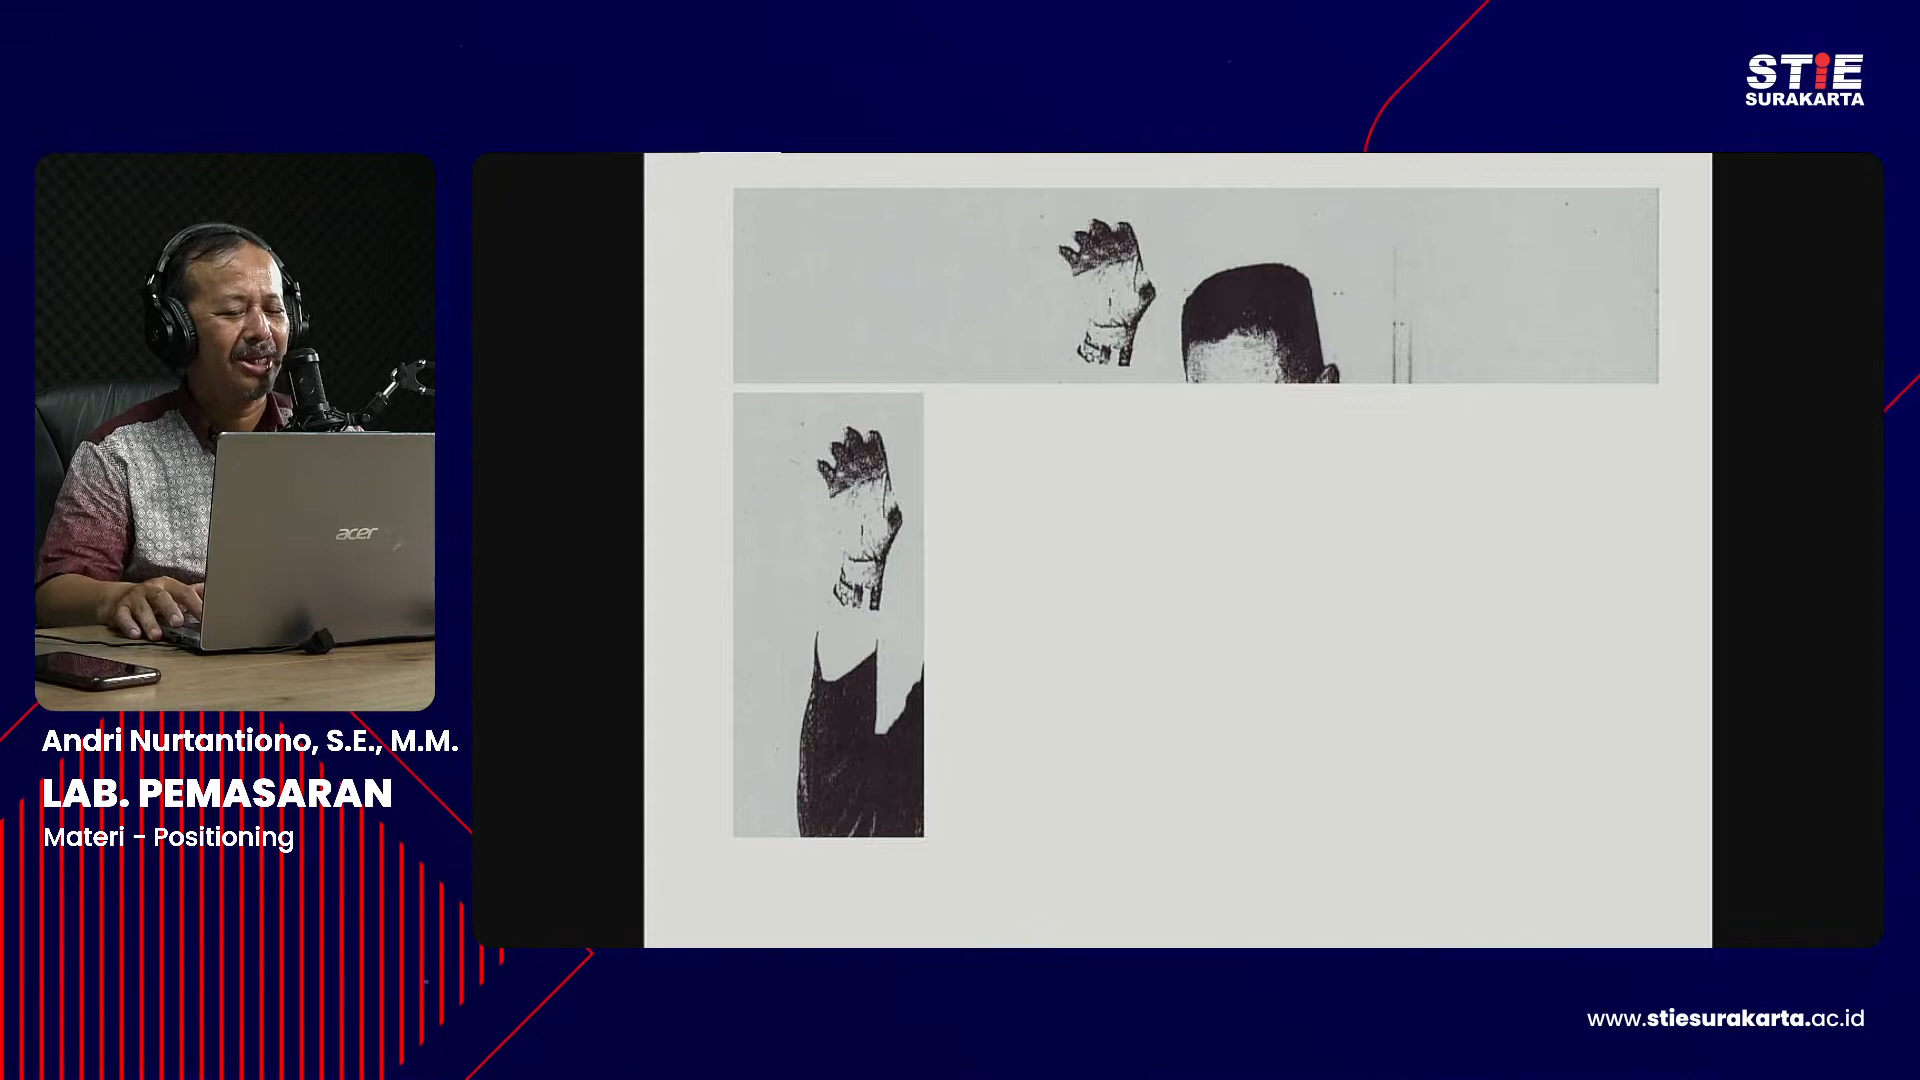 STiE
SURAKARTA
acer
Andri Nurtantiono, S.E., M.M.
LAB. PEMASARAN
Materi - Positioning
www.stiesurakarta.ac.id